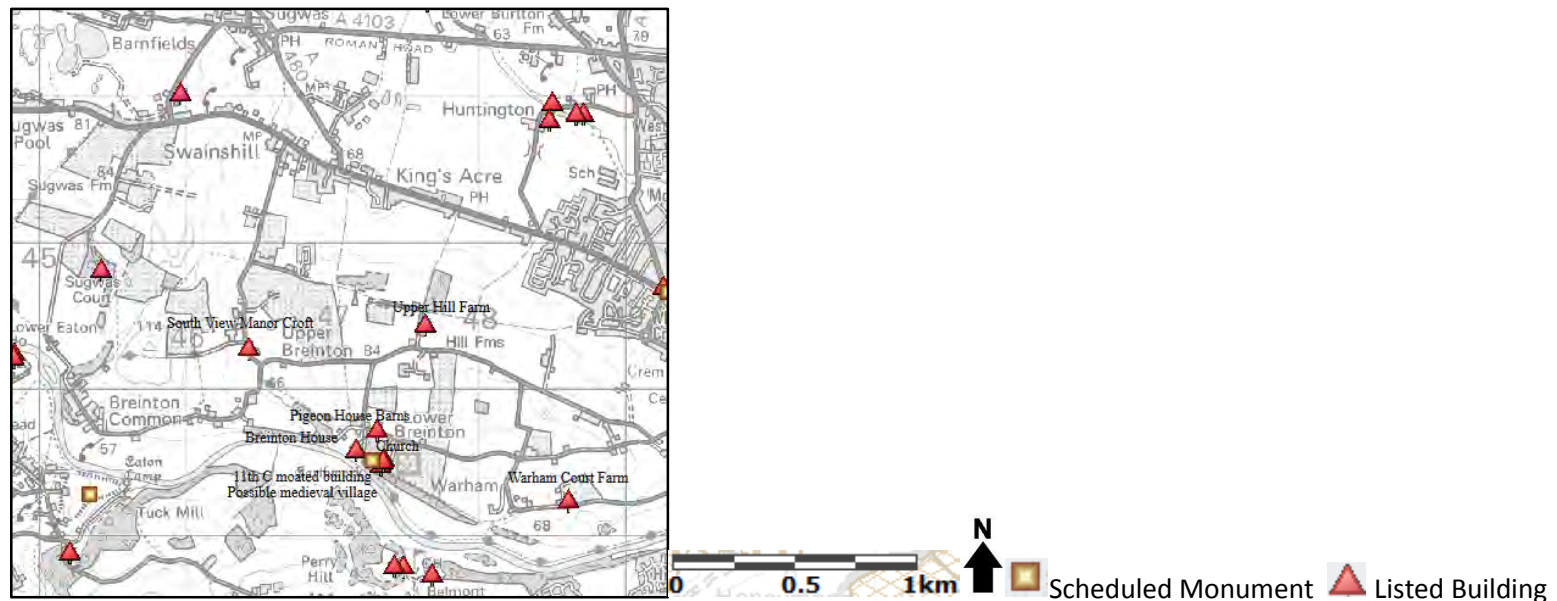 Sugwas
A 4103
Lower Burlton
Fm
63
A
79
Barnfields
PH
ROMAN ROAD
A
480
MP
PH
Huntington
81
Pool
MP
Swainshill
68
84
Sugwas Fm
King's Acre
PH
Sch
45
Sugwas
Court
Upper Hill Farm
Lower Eaton
114
South View Manor Croft
46
47
48
Upper
Breinton
84
Hill Fms
Crem
66
Breinton
Common
Pigeon House Barns
Lower
Breinton
Breinton House
Church
57
Eaton
Camp
11th C moated building
Possible medieval village
Warham
Warham Court Farm
Tuck Mill
68
Perry
Hill
CH
Belmont
0 0.5 1km
N
Scheduled Monument
Listed Building